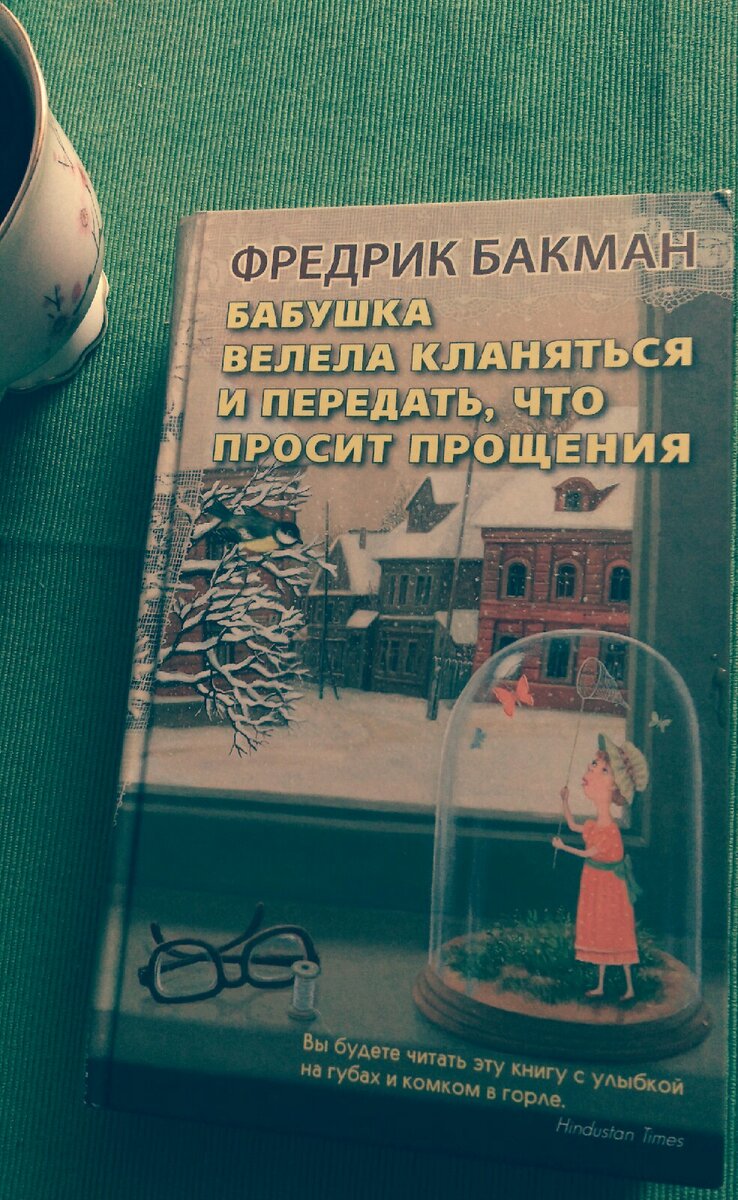 ФРЕДРИК БАКМАН
БАБУШКА
ВЕЛЕЛА КЛАНЯТЬСЯ
И ПЕРЕДАТЬ, ЧТО
ПРОСИТ ПРОЩЕНИЯ
Вы будете читать эту книгу с улыбкой
на губах и комком в горле.
Hindustan Times